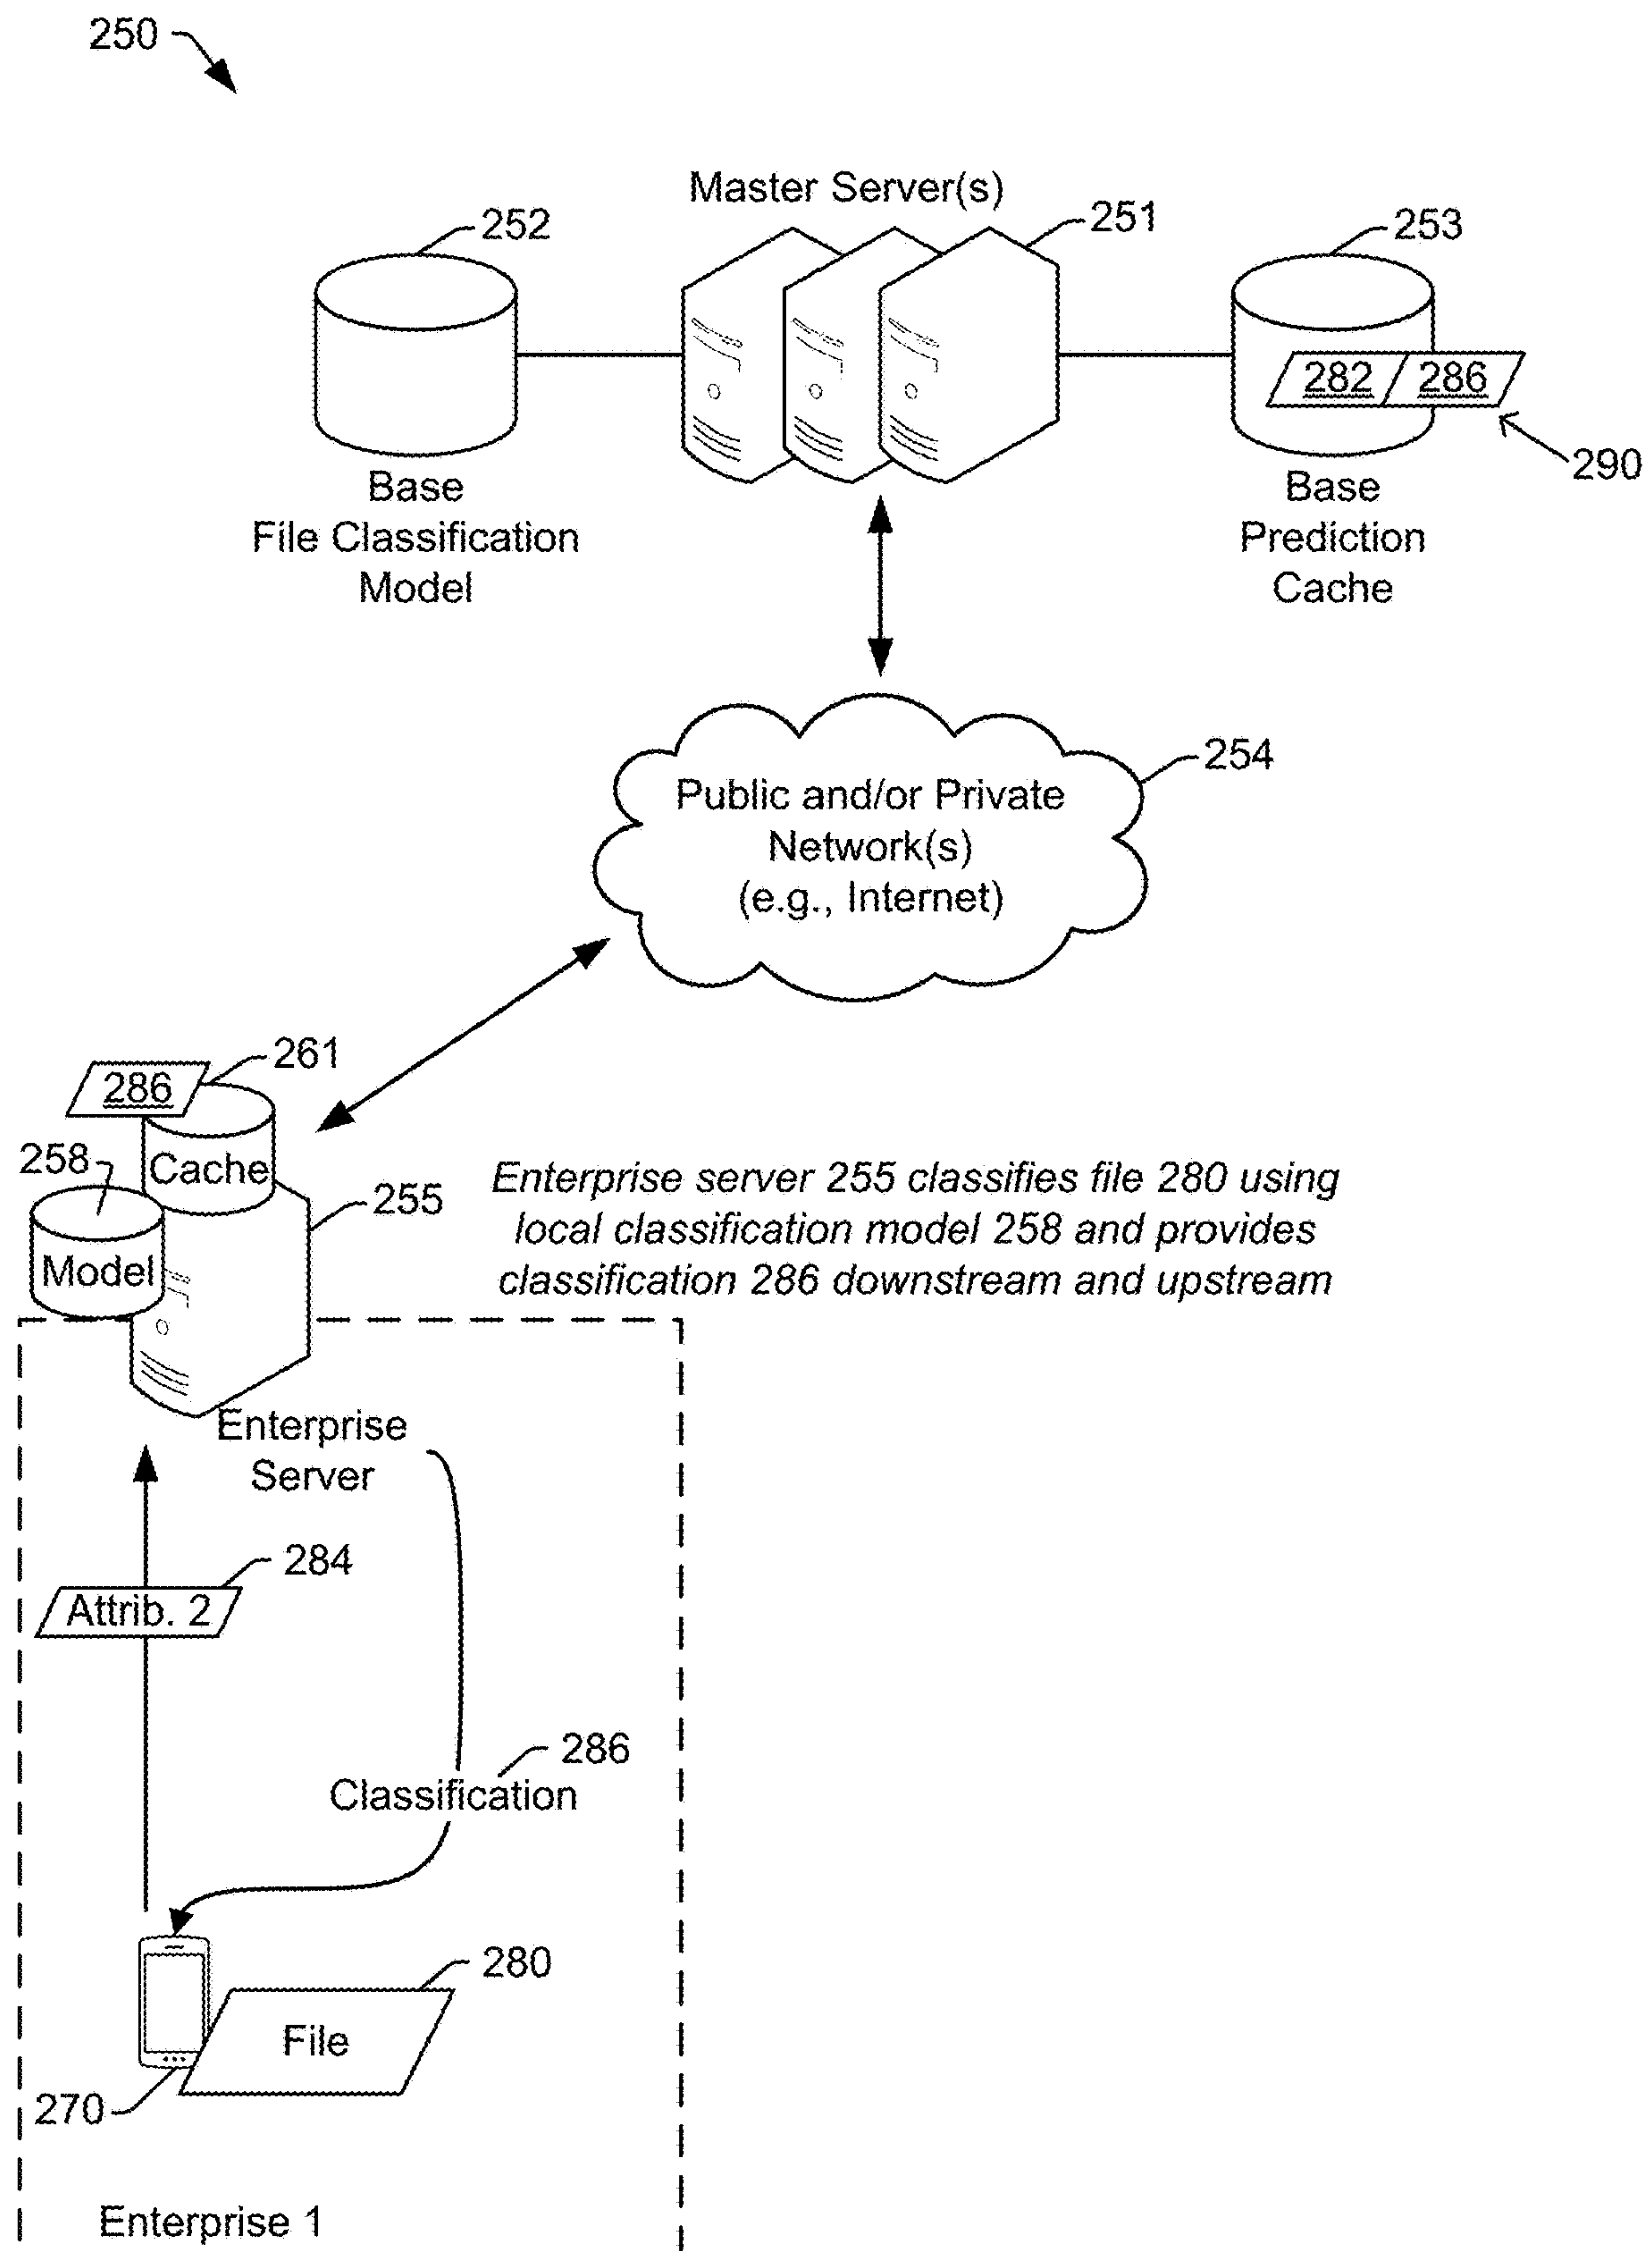 250
Master Server(s)
252
251
253
282
286
290
Base
File Classification
Model
Base
Prediction
Cache
254
Public and/or Private
Network(s)
(e.g., Internet)
261
286
258
Cache
255
Model
Enterprise server 255 classifies file 280 using
local classification model 258 and provides
classification 286 downstream and upstream
Enterprise
Server
284
Attrib. 2
286
Classification
280
File
270
Enterprise 1